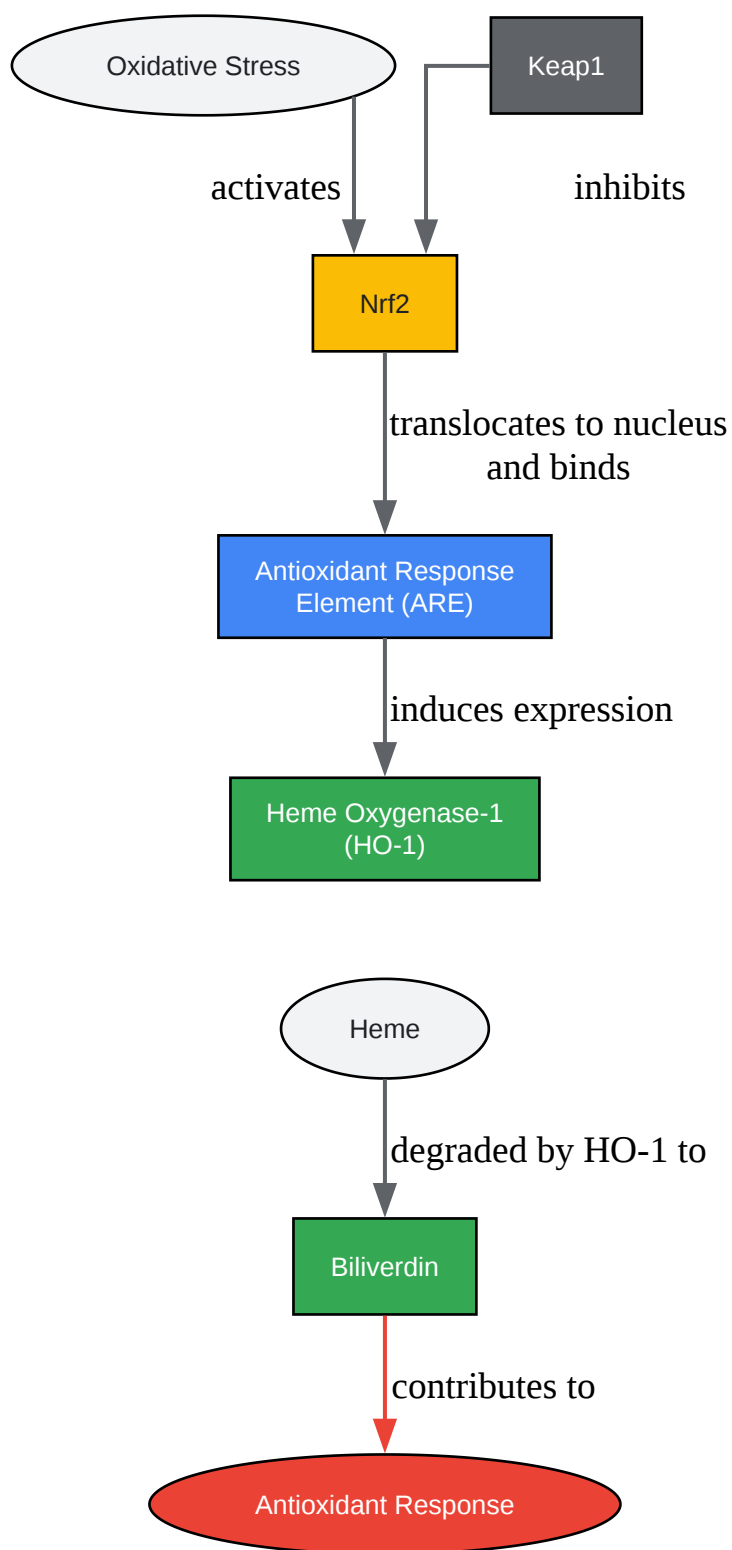 Oxidative Stress
Keap1
activates
inhibits
Nrf2
translocates to nucleus
and binds
Antioxidant Response
Element (ARE)
induces expression
Heme Oxygenase-1
(HO-1)
Heme
degraded by HO-1 to
Biliverdin
contributes to
Antioxidant Response